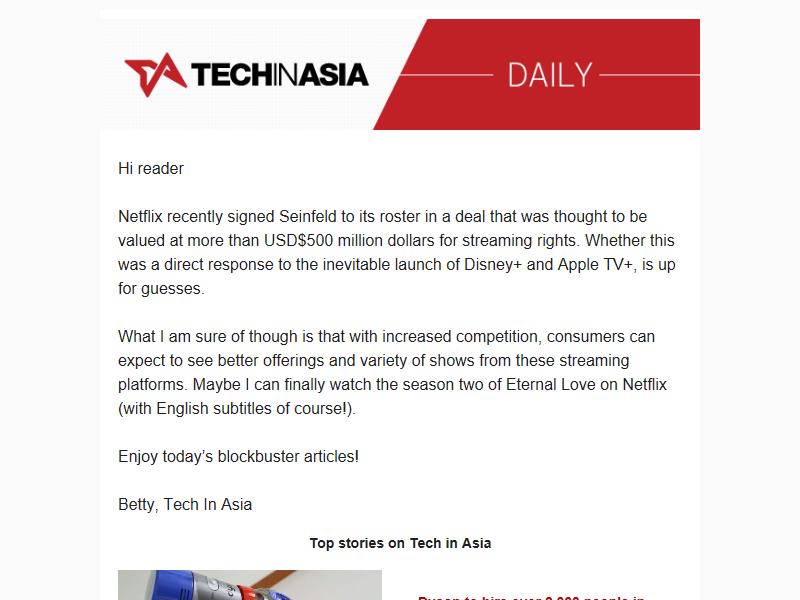 TECHINASIA
DAILY
Hi reader
Netflix recently signed Seinfeld to its roster in a deal that was thought to be
valued at more than USD$500 million dollars for streaming rights. Whether this
was a direct response to the inevitable launch of Disney+ and Apple TV+, is up
for guesses.
What I am sure of though is that with increased competition, consumers can
expect to see better offerings and variety of shows from these streaming
platforms. Maybe I can finally watch the season two of Eternal Love on Netflix
(with English subtitles of course!).
Enjoy today’s blockbuster articles!
Betty, Tech In Asia
Top stories on Tech in Asia